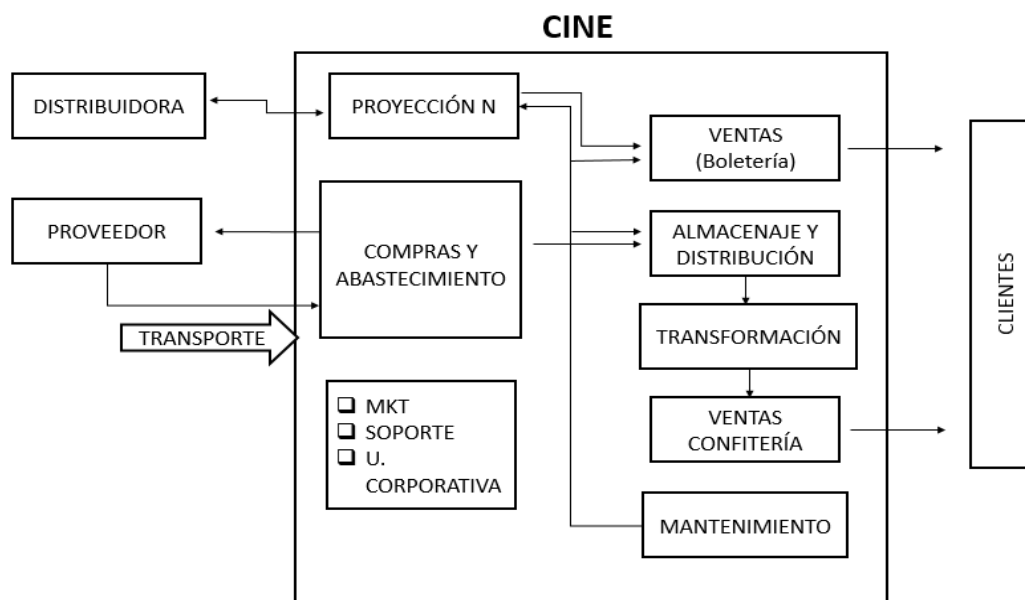 CINE
DISTRIBUIDORA
PROYECCIÓN N
VENTAS
(Boletería)
PROVEEDOR
COMPRAS Y
ABASTECIMIENTO
ALMACENAJE Y
DISTRIBUCIÓN
TRANSPORTE
TRANSFORMACIÓN
MKT
SOPORTE
U.
CORPORATIVA
VENTAS
CONFITERÍA
MANTENIMIENTO
CLIENTES